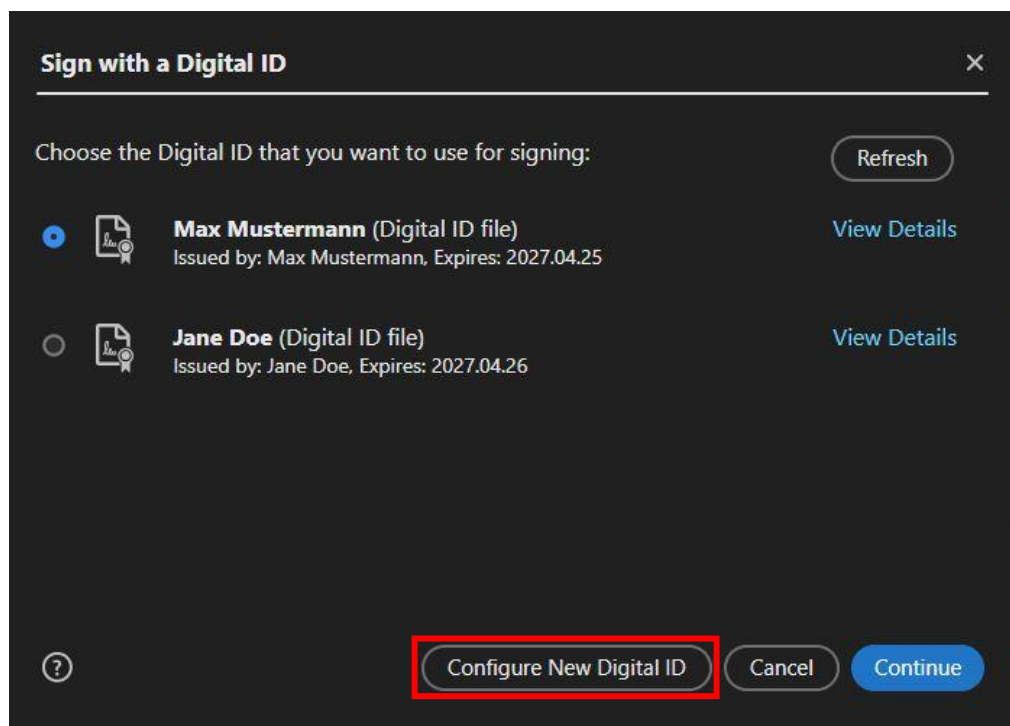 Sign with a Digital ID
Choose the Digital ID that you want to use for signing:
Refresh
Max Mustermann (Digital ID file)
View Details
Issued by: Max Mustermann, Expires: 2027.04.25
Jane Doe (Digital ID file)
View Details
Issued by: Jane Doe, Expires: 2027.04.26
?
Configure New Digital ID
Cancel
Continue